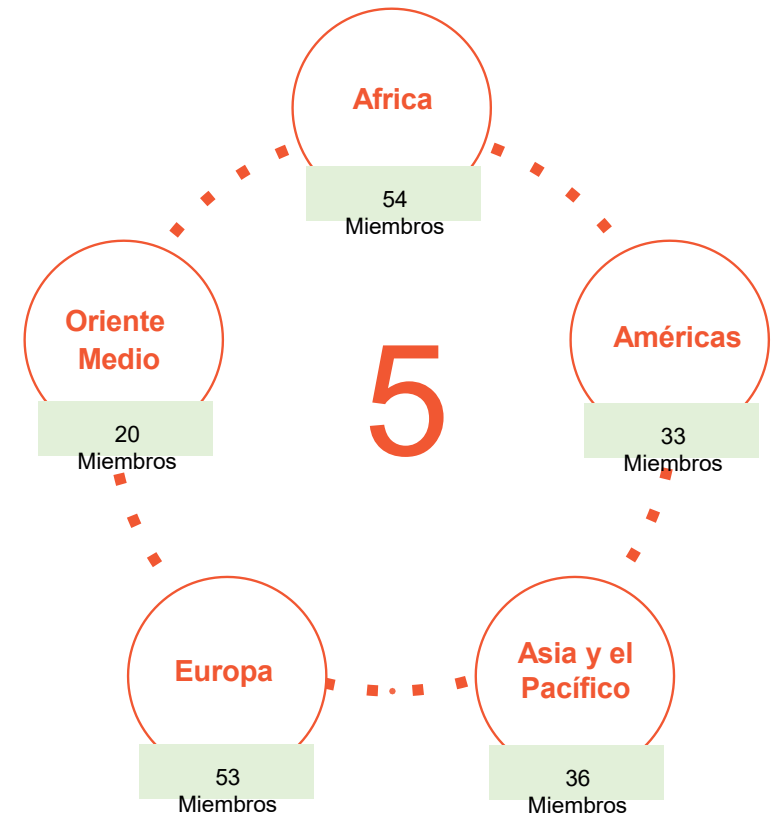 Africa
54
Miembros
Oriente
Medio
20
Miembros
5
Américas
33
Miembros
Europa
53
Miembros
Asia y el
Pacífico
36
Miembros